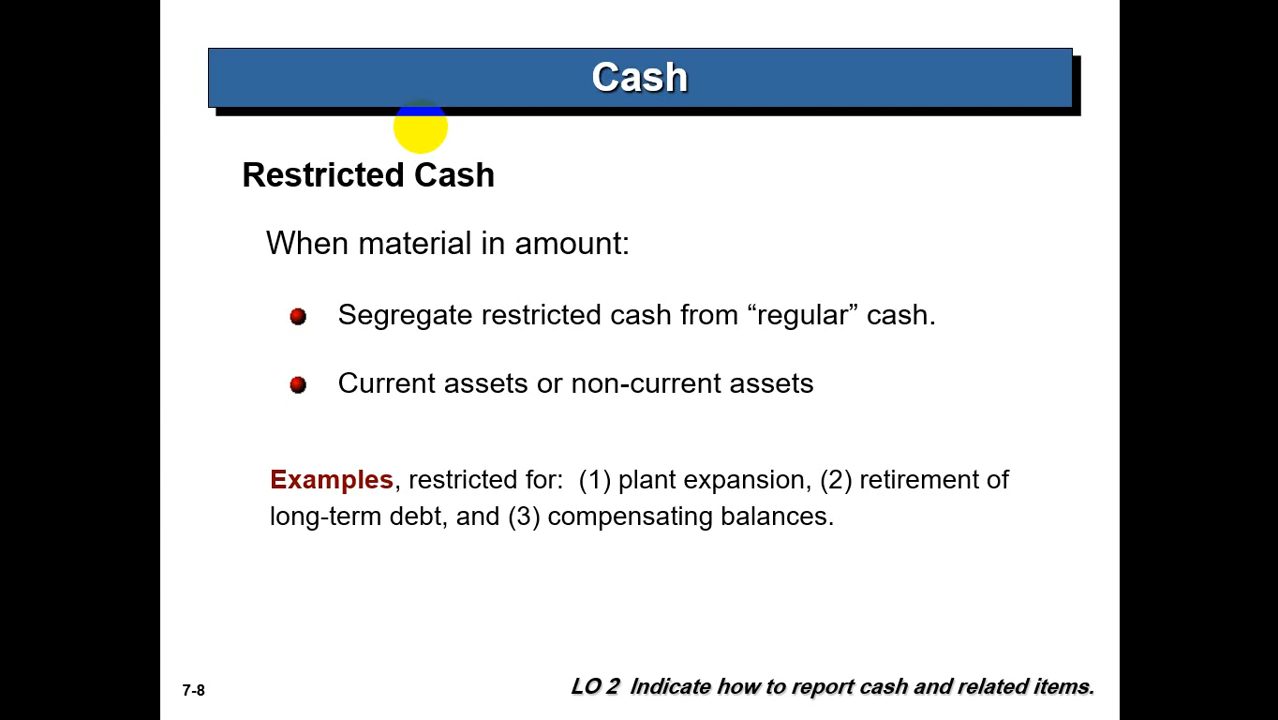 Cash
Restricted Cash
When material in amount:
Segregate restricted cash from “regular” cash.
Current assets or non-current assets
Examples, restricted for:  (1) plant expansion, (2) retirement of
long-term debt, and (3) compensating balances.
7-8
LO 2  Indicate how to report cash and related items.